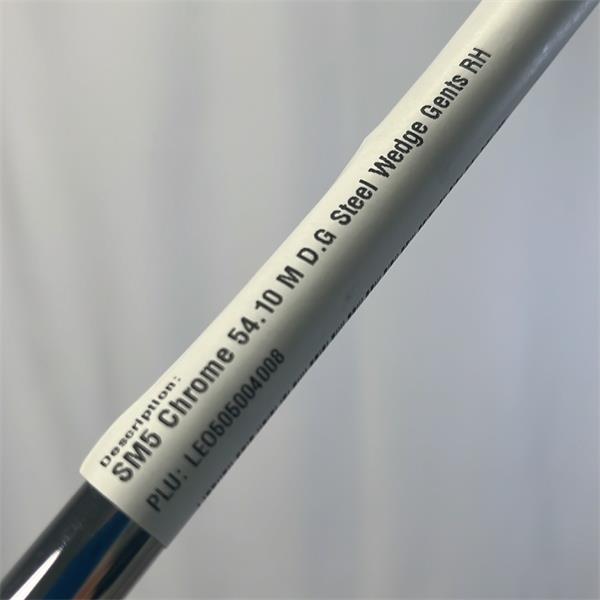 Description:
SM5 Chrome 54.10 M D.G Steel Wedge Gents RH
PLU: LEO505004008